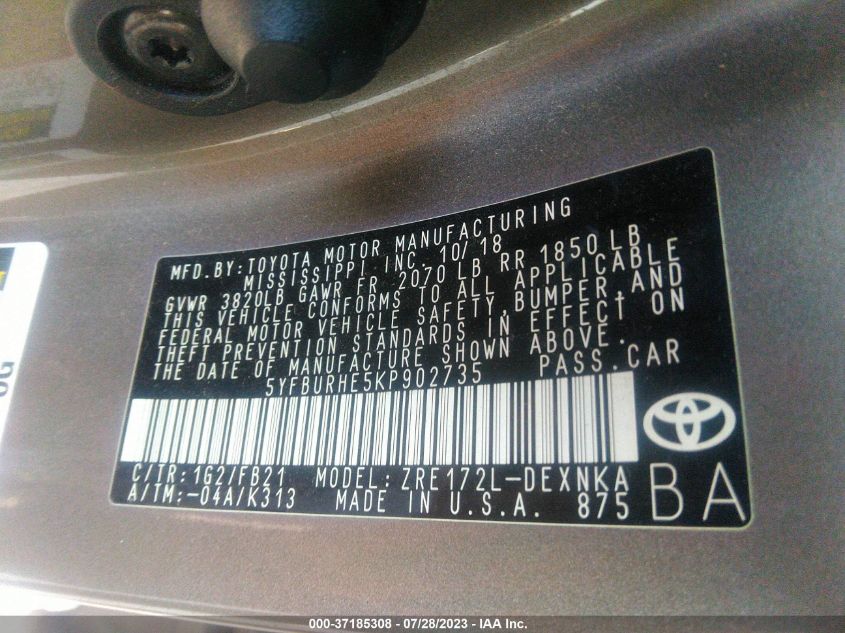 MFD. BY: TOYOTA MOTOR MANUFACTURING
MISSISSIPPI INC 10/18
GVWR 3820LB GAWR FR 2070 LB RR 1850 LB
THIS VEHICLE CONFORMS TO ALL APPLICABLE
FEDERAL MOTOR VEHICLE SAFETY, BUMPER, AND
THEFT PREVENTION STANDARDS IN EFFECT ON
THE DATE OF MANUFACTURE SHOWN ABOVE.
5YFBURHE5KP902735 PASS. CAR
C/TR: 1G2/FB21 MODEL: ZRE172L-DEXNKA
A/TM: -04A/K313 MADE IN U.S.A. 875
BA
000-37185308 - 07/28/2023 - IAA Inc.